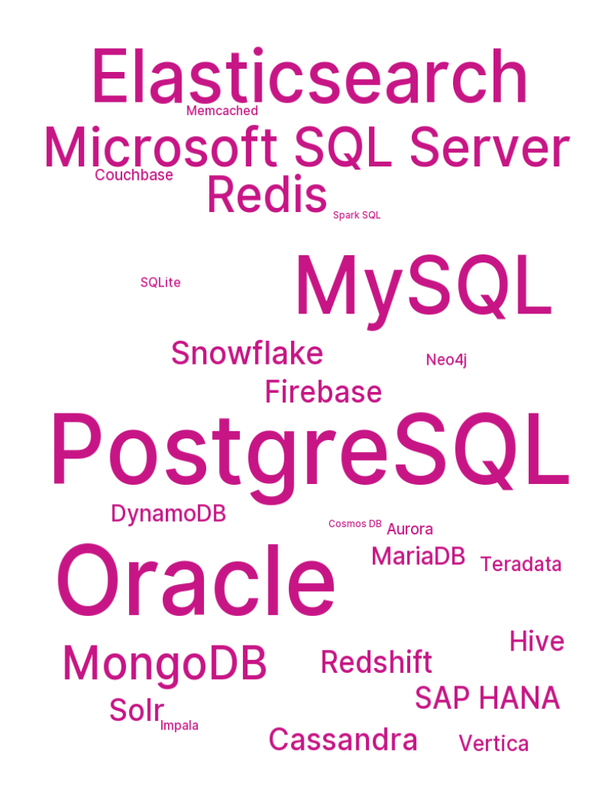 Elasticsearch
Memcached
Microsoft SQL Server
Couchbase
Redis
Spark SQL
MySQL
SQLite
Snowflake
Neo4j
Firebase
PostgreSQL
DynamoDB
Cosmos DB
Aurora
MariaDB
Teradata
Oracle
Hive
MongoDB
Redshift
SAP HANA
Solr
Impala
Cassandra
Vertica